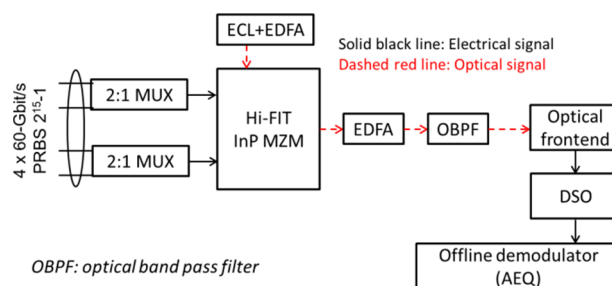 ECL+EDFA
Solid black line: Electrical signal
Dashed red line: Optical signal
4 x 60-Gbit/s
PRBS 2¹⁵-1
2:1 MUX
2:1 MUX
Hi-FIT
InP MZM
EDFA
OBPF
Optical
frontend
DSO
Offline demodulator
(AEQ)
OBPF: optical band pass filter